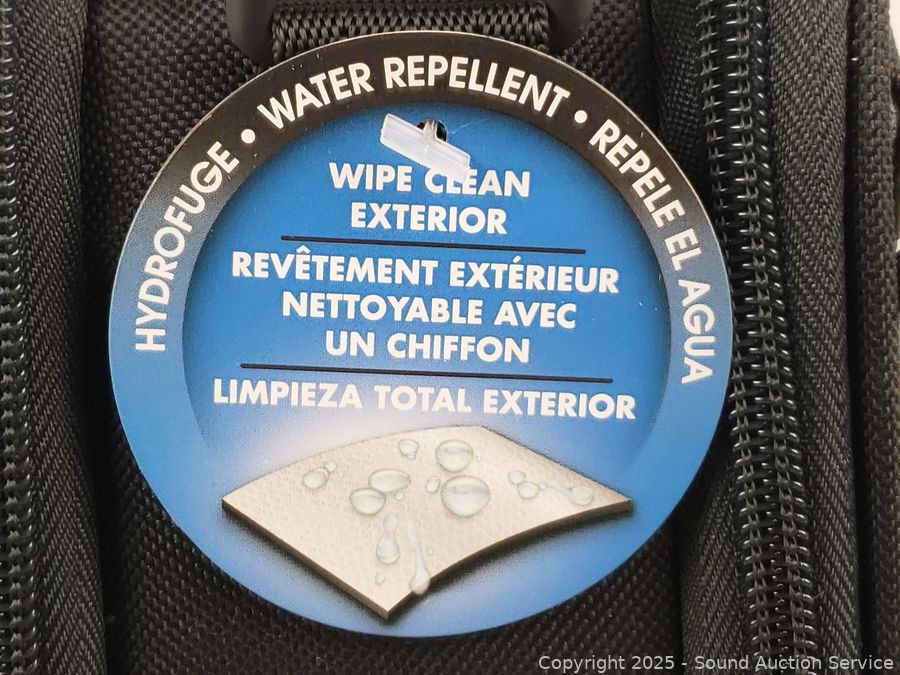 HYDROFUGE • WATER REPELLENT • REPELE EL AGUA
WIPE CLEAN
EXTERIOR
REVÊTEMENT EXTÉRIEUR
NETTOYABLE AVEC
UN CHIFFON
LIMPIEZA TOTAL EXTERIOR
Copyright 2025 - Sound Auction Service